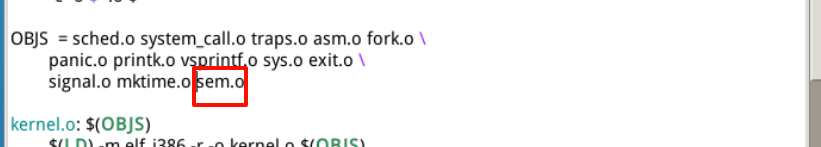 OBJS = sched.o system_call.o traps.o asm.o fork.o \
panic.o printk.o vsprintf.o sys.o exit.o \
signal.o mktime.o sem.o
kernel.o: $(OBJS)
$(LD) -m elf_i386 -r -o kernel.o $(OBJS)